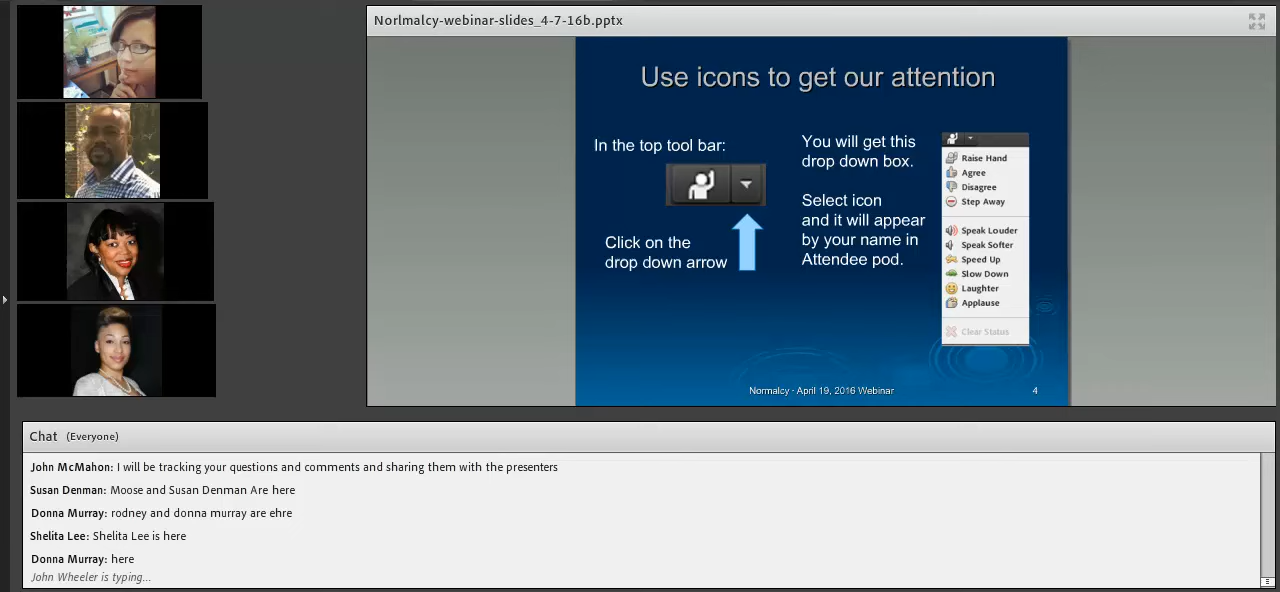 Norlmalcy-webinar-slides_4-7-16b.pptx
Use icons to get our attention
In the top tool bar:
Click on the
drop down arrow
You will get this
drop down box.
Select icon
and it will appear
by your name in
Attendee pod.
Raise Hand
Agree
Disagree
Step Away
Speak Louder
Speak Softer
Speed Up
Slow Down
Laughter
Applause
Clear Status
Normalcy - April 19, 2016 Webinar
4
Chat (Everyone)
John McMahon: I will be tracking your questions and comments and sharing them with the presenters
Susan Denman: Moose and Susan Denman Are here
Donna Murray: rodney and donna murray are ehre
Shelita Lee: Shelita Lee is here
Donna Murray: here
John Wheeler is typing...